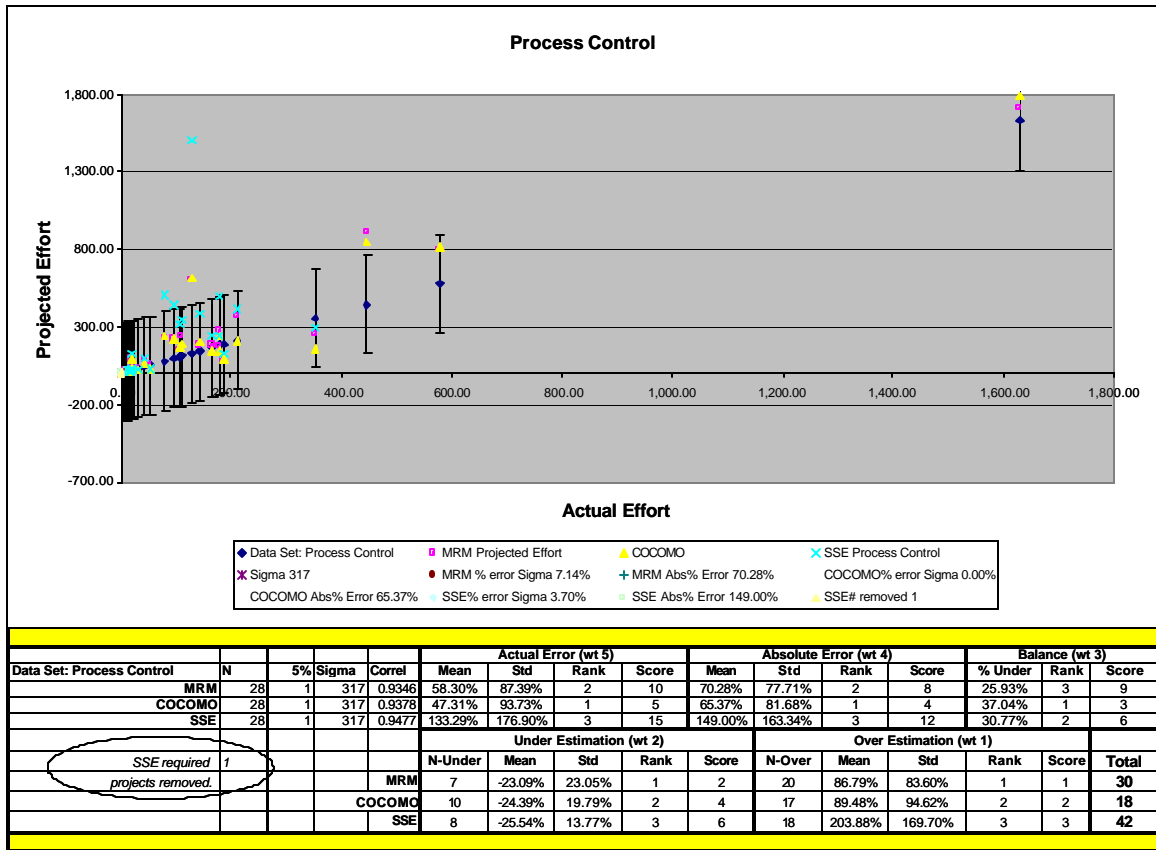 Process Control
1,800.00
1,300.00
800.00
300.00
-200.00
-700.00
Projected Effort
0. 200.00 400.00 600.00 800.00 1,000.00 1,200.00 1,400.00 1,600.00 1,800.00
Actual Effort
Data Set: Process Control MRM Projected Effort COCOMO SSE Process Control
Sigma 317 MRM % error Sigma 7.14% MRM Abs% Error 70.28% COCOMO% error Sigma 0.00%
COCOMO Abs% Error 65.37% SSE% error Sigma 3.70% SSE Abs% Error 149.00% SSE# removed 1
Actual Error (wt 5) Absolute Error (wt 4) Balance (wt 3)
Data Set: Process Control N 5% Sigma Correl Mean Std Rank Score Mean Std Rank Score % Under Rank Score
MRM 28 1 317 0.9346 58.30% 87.39% 2 10 70.28% 77.71% 2 8 25.93% 3 9
COCOMO 28 1 317 0.9378 47.31% 93.73% 1 5 65.37% 81.68% 1 4 37.04% 1 3
SSE 28 1 317 0.9477 133.29% 176.90% 3 15 149.00% 163.34% 3 12 30.77% 2 6
Under Estimation (wt 2) Over Estimation (wt 1)
SSE required 1 N-Under Mean Std Rank Score N-Over Mean Std Rank Score Total
projects removed. MRM 7 -23.09% 23.05% 1 2 20 86.79% 83.60% 1 1 30
COCOMO 10 -24.39% 19.79% 2 4 17 89.48% 94.62% 2 2 18
SSE 8 -25.54% 13.77% 3 6 18 203.88% 169.70% 3 3 42